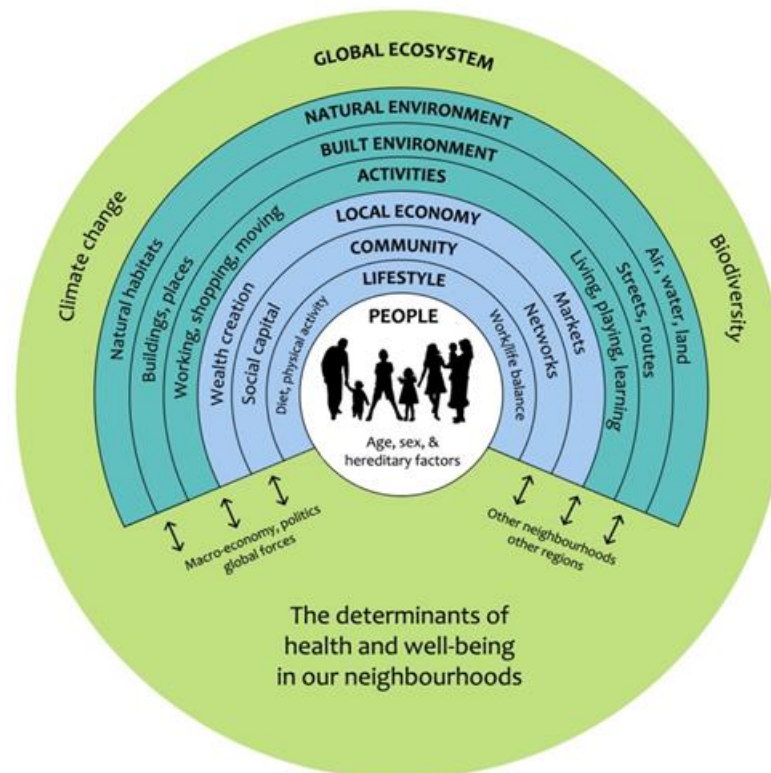 GLOBAL ECOSYSTEM
Climate change
Biodiversity
NATURAL ENVIRONMENT
Natural habitats
Air, water, land
BUILT ENVIRONMENT
Buildings, places
Streets, routes
ACTIVITIES
Working, shopping, moving
Living, playing, learning
LOCAL ECONOMY
Wealth creation
Markets
COMMUNITY
Social capital
Networks
LIFESTYLE
Diet, physical activity
Work/life balance
PEOPLE
Age, sex, &
hereditary factors
Macro-economy, politics
global forces
Other neighbourhoods
other regions
The determinants of
health and well-being
in our neighbourhoods